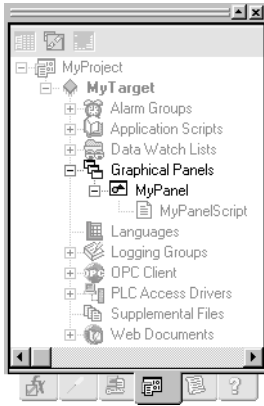 MyProject
MyTarget
Alarm Groups
Application Scripts
Data Watch Lists
Graphical Panels
MyPanel
MyPanelScript
Languages
Logging Groups
OPC Client
PLC Access Drivers
Supplemental Files
Web Documents